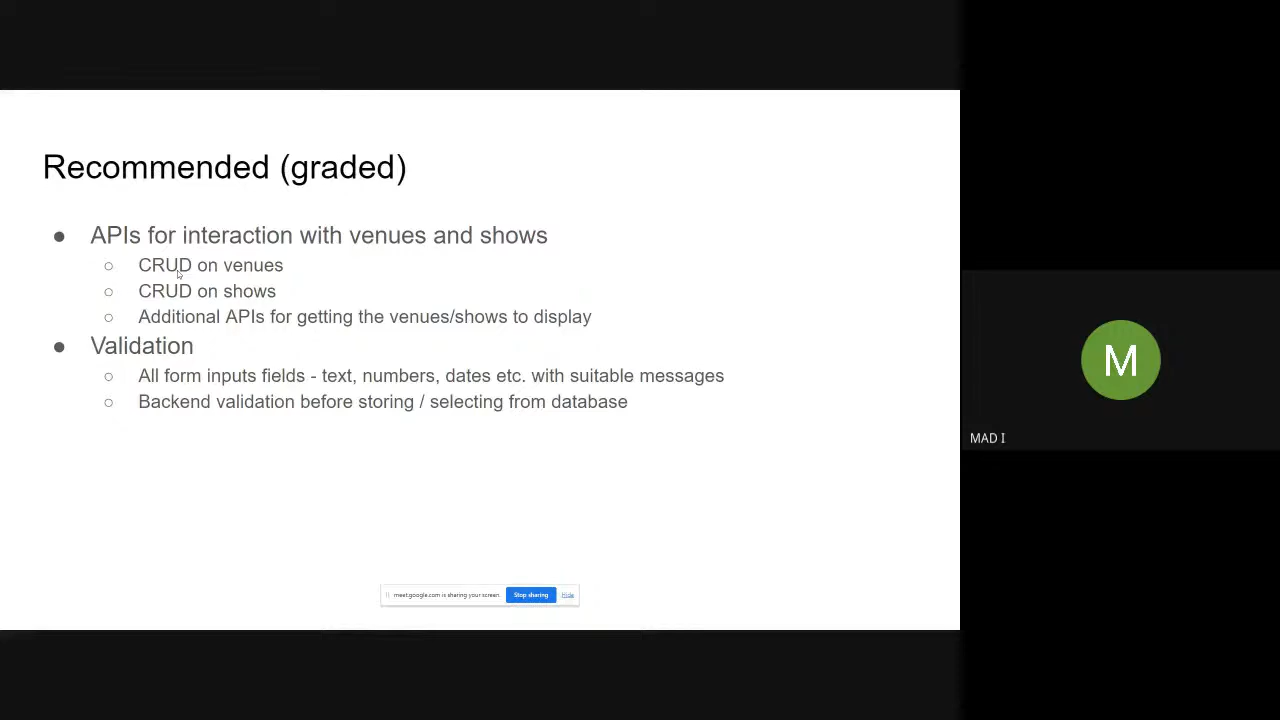 Recommended (graded)
● APIs for interaction with venues and shows
○ CRUD on venues
○ CRUD on shows
○ Additional APIs for getting the venues/shows to display
● Validation
○ All form inputs fields - text, numbers, dates etc. with suitable messages
○ Backend validation before storing / selecting from database
meet.google.com is sharing your screen. Stop sharing Hide
M
MAD I